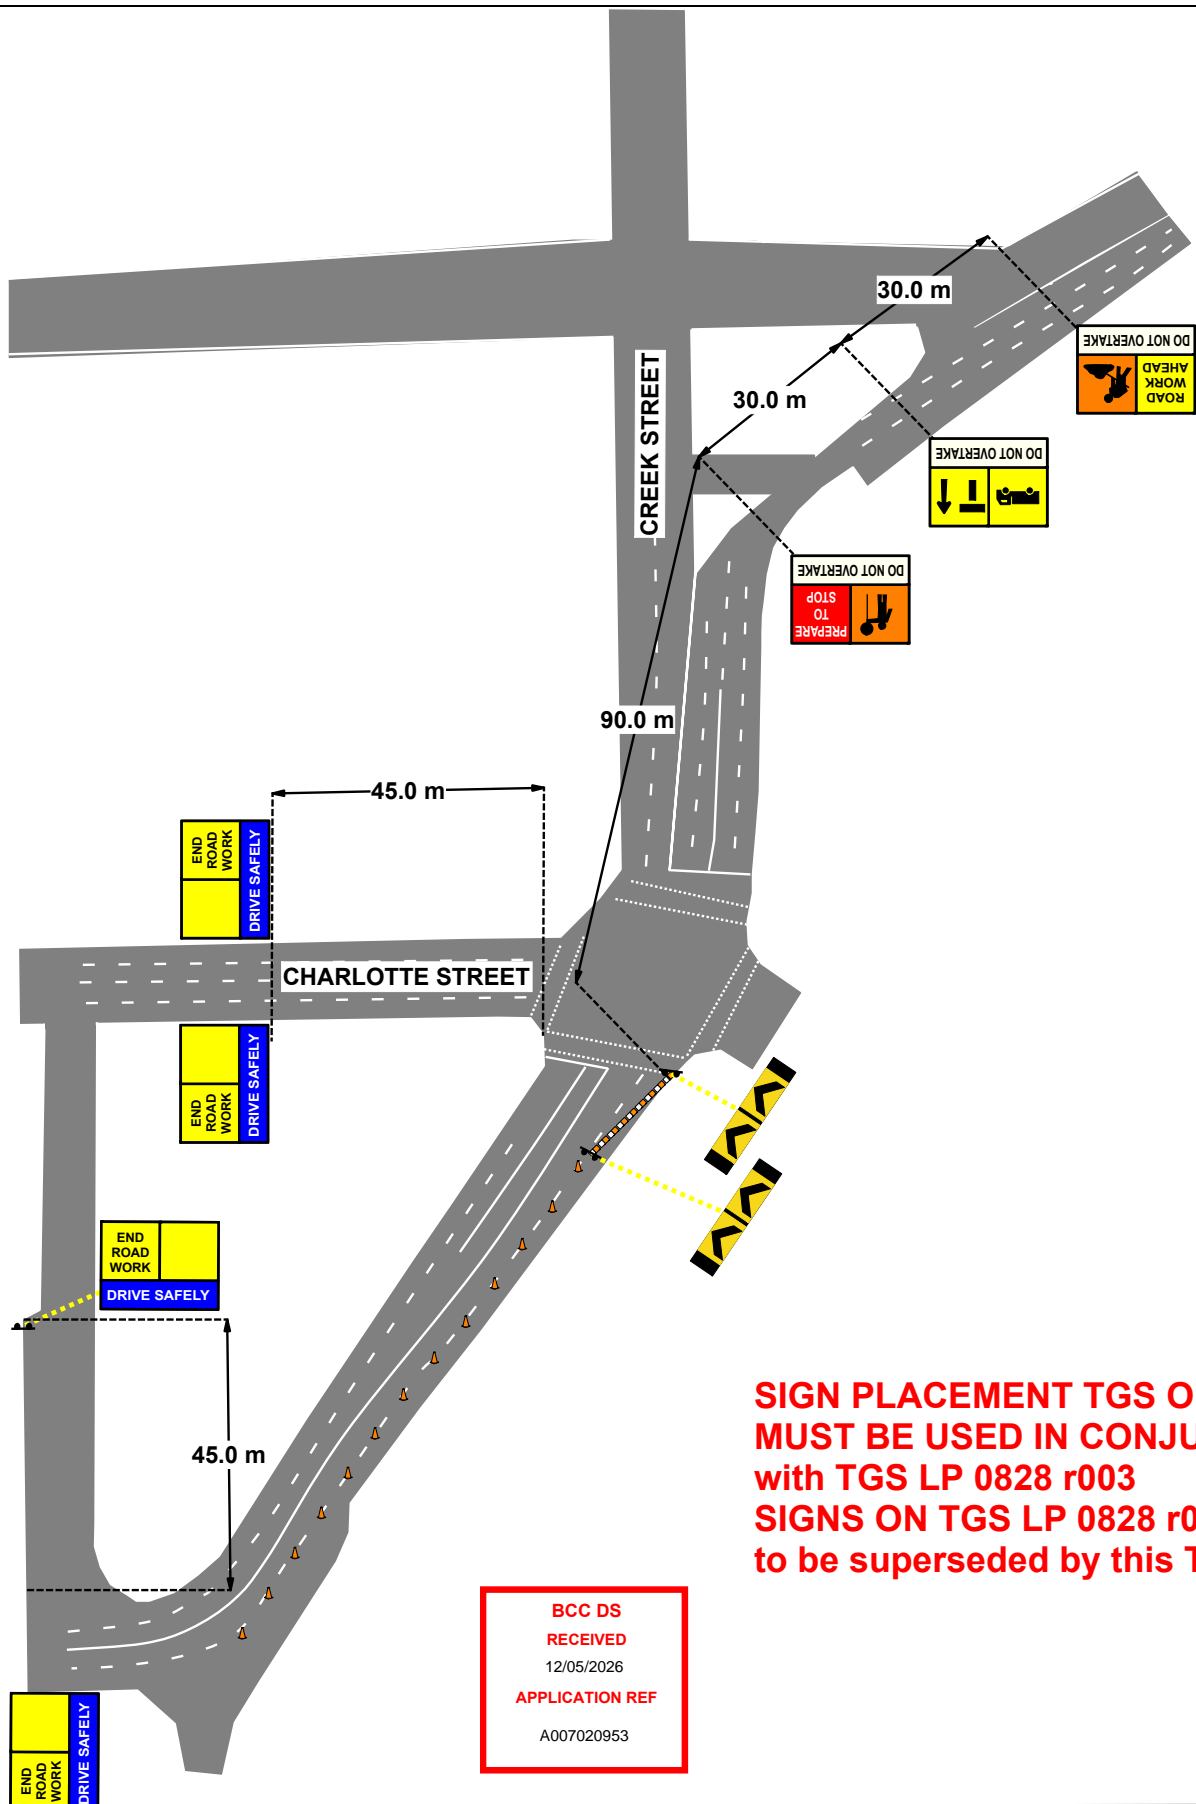 30.0 m
DO NOT OVERTAKE
ROAD
WORK
AHEAD
CREEK STREET
30.0 m
DO NOT OVERTAKE
DO NOT OVERTAKE
PREPARE
TO
STOP
90.0 m
45.0 m
END
ROAD
WORK
DRIVE SAFELY
CHARLOTTE STREET
END
ROAD
WORK
DRIVE SAFELY
END
ROAD
WORK
DRIVE SAFELY
45.0 m
SIGN PLACEMENT TGS O
MUST BE USED IN CONJU
with TGS LP 0828 r003
SIGNS ON TGS LP 0828 r0
to be superseded by this T
BCC DS
RECEIVED
12/05/2026
APPLICATION REF
A007020953
END
ROAD
WORK
DRIVE SAFELY